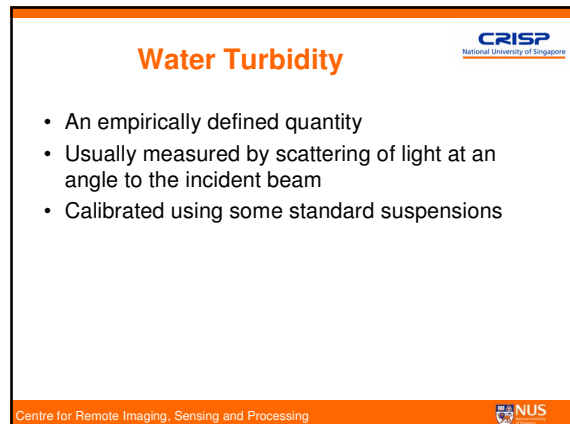 Water Turbidity
CRISP
National University of Singapore
• An empirically defined quantity
• Usually measured by scattering of light at an
angle to the incident beam
• Calibrated using some standard suspensions
Centre for Remote Imaging, Sensing and Processing
NUS